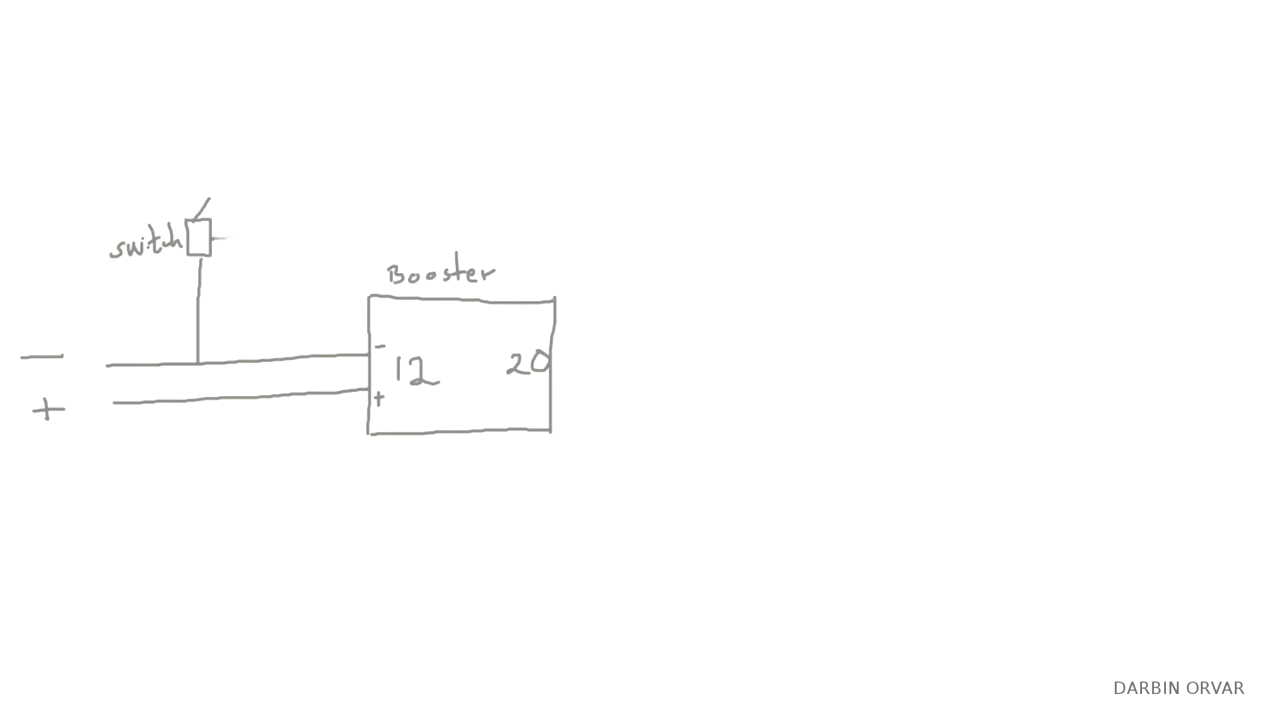 switch
Booster
-
12 20
+
—
+
DARBIN ORVAR